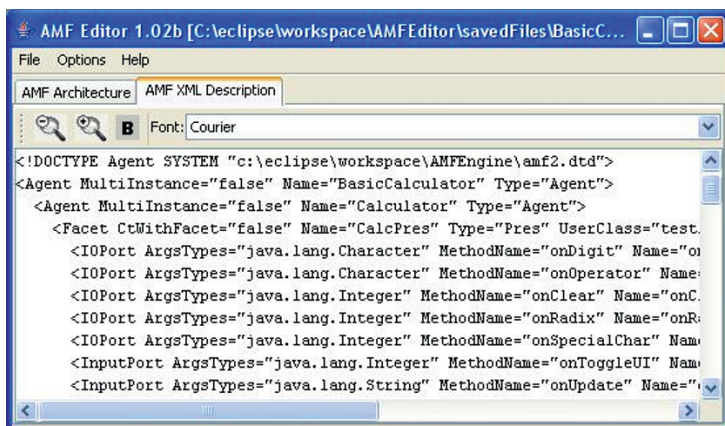 AMF Editor 1.02b [C:\eclipse\workspace\AMFEditor\savedFiles\BasicC...
File Options Help
AMF Architecture AMF XML Description
B Font: Courier
<!DOCTYPE Agent SYSTEM "c:\eclipse\workspace\AMFEngine\amf2.dtd">
<Agent MultiInstance="false" Name="BasicCalculator" Type="Agent">
<Agent MultiInstance="false" Name="Calculator" Type="Agent">
<Facet CtWithFacet="false" Name="CalcPres" Type="Pres" UserClass="test.
<IOPort ArgsTypes="java.lang.Character" MethodName="onDigit" Name="on
<IOPort ArgsTypes="java.lang.Character" MethodName="onOperator" Name=
<IOPort ArgsTypes="java.lang.Integer" MethodName="onClear" Name="onC
<IOPort ArgsTypes="java.lang.Integer" MethodName="onRadix" Name="onR
<IOPort ArgsTypes="java.lang.Integer" MethodName="onSpecialChar" Nam
<InputPort ArgsTypes="java.lang.Integer" MethodName="onToggleUI" Nam
<InputPort ArgsTypes="java.lang.String" MethodName="onUpdate" Name="